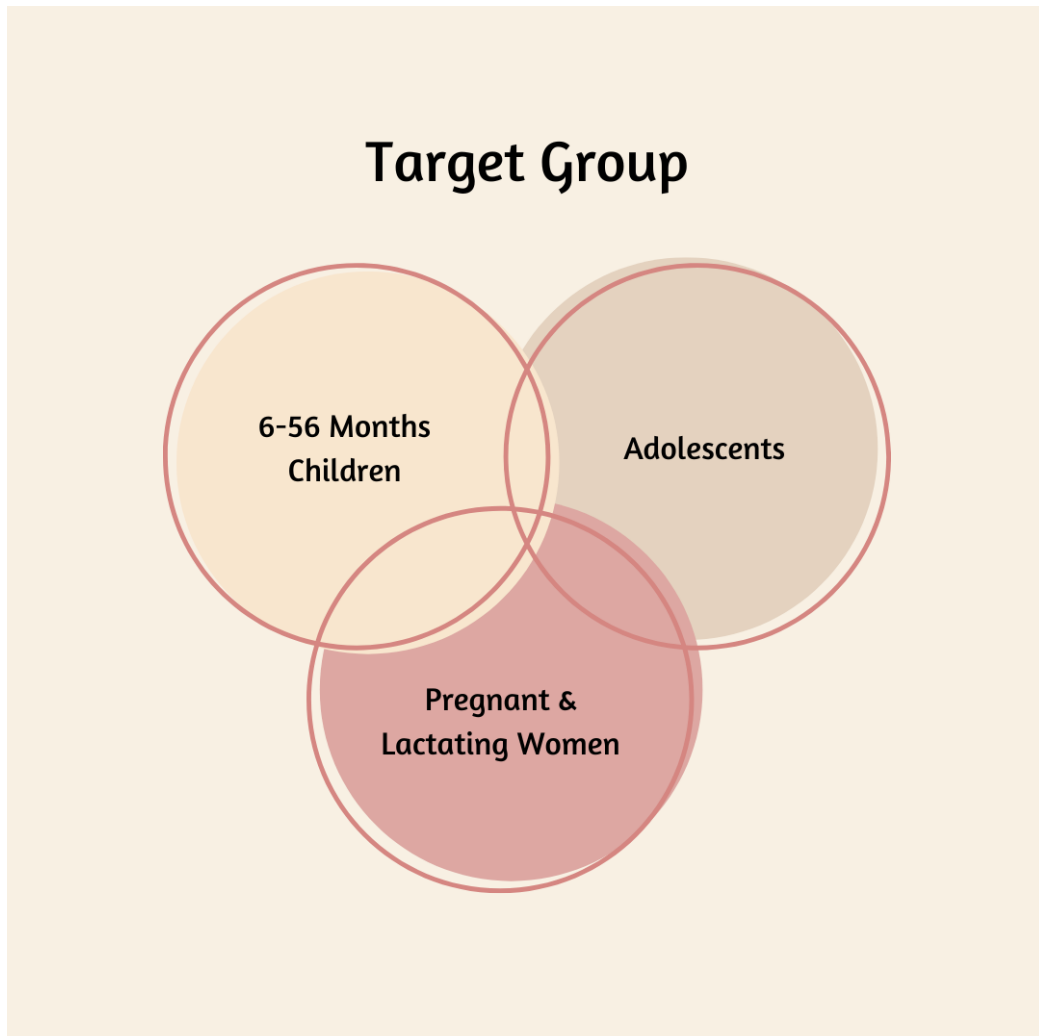 Target Group
6-56 Months
Children
Adolescents
Pregnant &
Lactating Women